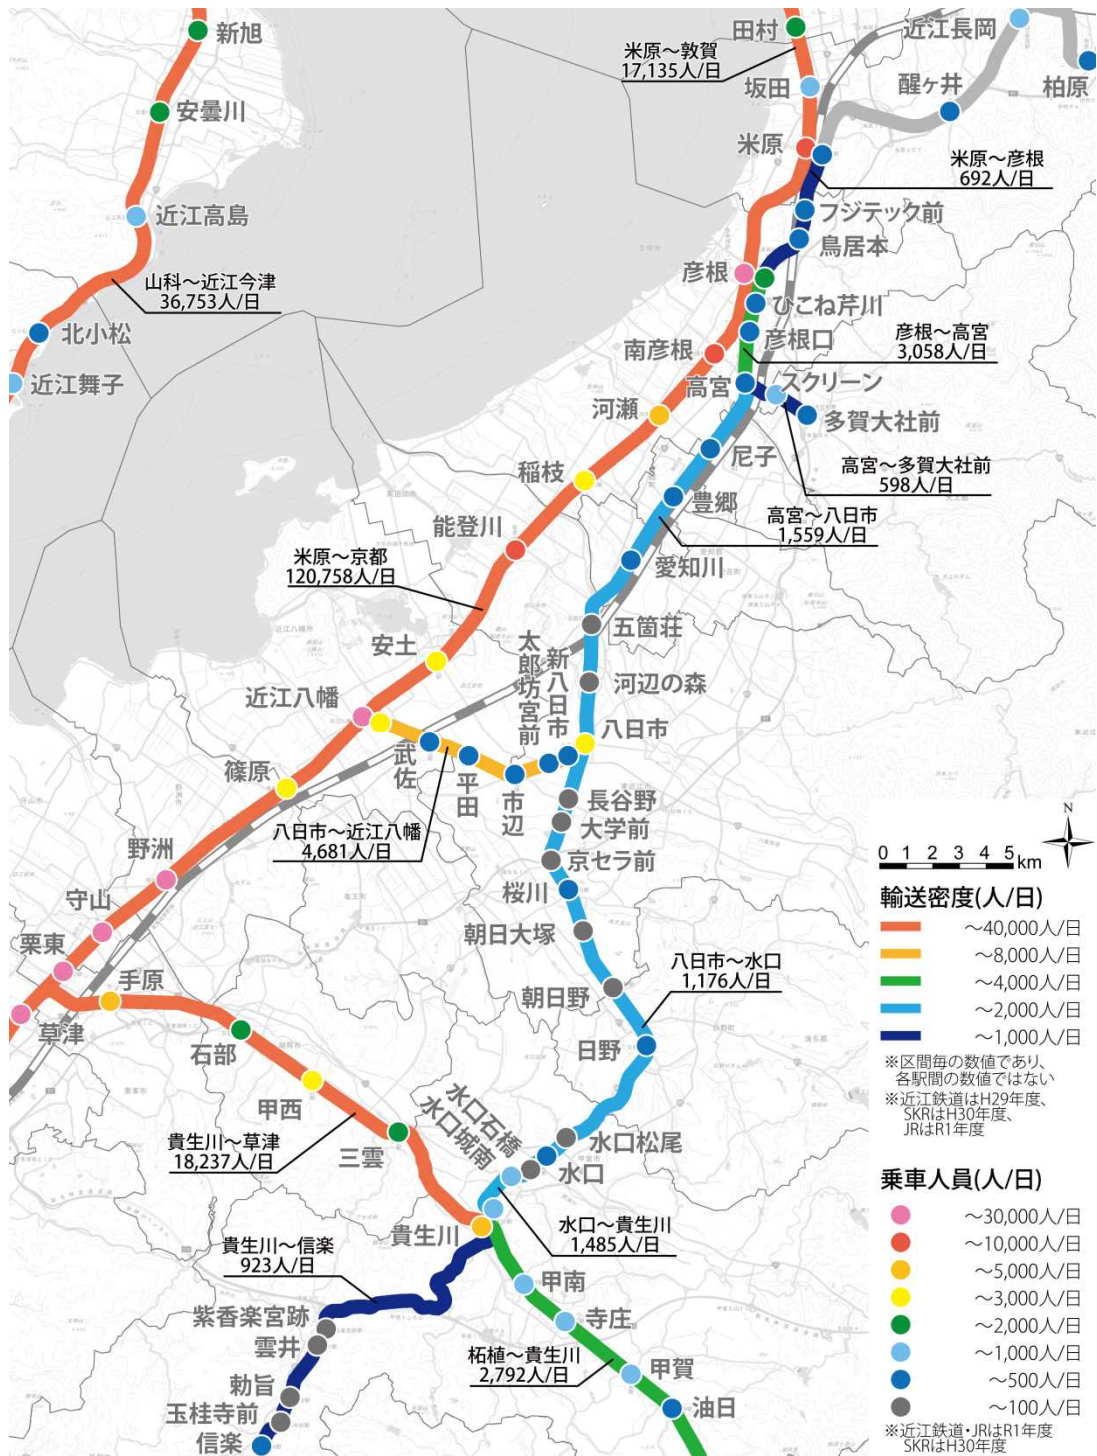 新旭
安曇川
近江高島
山科～近江今津
36,753人/日
北小松
近江舞子
田村
米原～敦賀
17,135人/日
坂田
米原
近江長岡
醒ヶ井
柏原
米原～彦根
692人/日
フジテック前
鳥居本
彦根
ひこね芹川
彦根口
彦根～高宮
3,058人/日
南彦根
高宮
スクリーン
多賀大社前
河瀬
尼子
高宮～多賀大社前
598人/日
稲枝
豊郷
高宮～八日市
1,559人/日
能登川
愛知川
米原～京都
120,758人/日
五箇荘
安土
太郎坊宮前
新八日市
河辺の森
近江八幡
八日市
武佐
平田
市辺
篠原
長谷野
大学前
八日市～近江八幡
4,681人/日
京セラ前
野洲
桜川
守山
朝日大塚
栗東
八日市～水口
1,176人/日
手原
朝日野
草津
石部
日野
甲西
水口石橋
水口城南
水口松尾
貴生川～草津
18,237人/日
三雲
水口
貴生川
水口～貴生川
1,485人/日
貴生川～信楽
923人/日
甲南
紫香楽宮跡
寺庄
雲井
柘植～貴生川
2,792人/日
甲賀
勅旨
油日
玉桂寺前
信楽
N
0 1 2 3 4 5 km
輸送密度(人/日)
～40,000人/日
～8,000人/日
～4,000人/日
～2,000人/日
～1,000人/日
※区間毎の数値であり、
各駅間の数値ではない
※近江鉄道はH29年度、
SKRはH30年度、
JRはR1年度
乗車人員(人/日)
～30,000人/日
～10,000人/日
～5,000人/日
～3,000人/日
～2,000人/日
～1,000人/日
～500人/日
～100人/日
※近江鉄道・JRはR1年度
SKRはH30年度